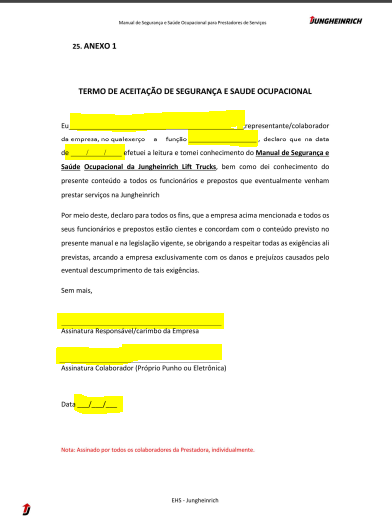 Manual de Segurança e Saúde Ocupacional para Prestadores de Serviços
JUNGHEINRICH
25. ANEXO 1
TERMO DE ACEITAÇÃO DE SEGURANÇA E SAUDE OCUPACIONAL
Eu ______________________, representante/colaborador
da empresa, no qualexerço a função ______________, declaro que na data
de ___/___/___ efetuei a leitura e tomei conhecimento do Manual de Segurança e
Saúde Ocupacional da Jungheinrich Lift Trucks, bem como dei conhecimento do
presente conteúdo a todos os funcionários e prepostos que eventualmente venham
prestar serviços na Jungheinrich
Por meio deste, declaro para todos os fins, que a empresa acima mencionada e todos os
seus funcionários e prepostos estão cientes e concordam com o conteúdo previsto no
presente manual e na legislação vigente, se obrigando a respeitar todas as exigências ali
previstas, arcando a empresa exclusivamente com os danos e prejuízos causados pelo
eventual descumprimento de tais exigências.
Sem mais,
Assinatura Responsável/carimbo da Empresa
Assinatura Colaborador (Próprio Punho ou Eletrônica)
Data ___/___/___
Nota: Assinado por todos os colaboradores da Prestadora, individualmente.
EHS - Jungheinrich